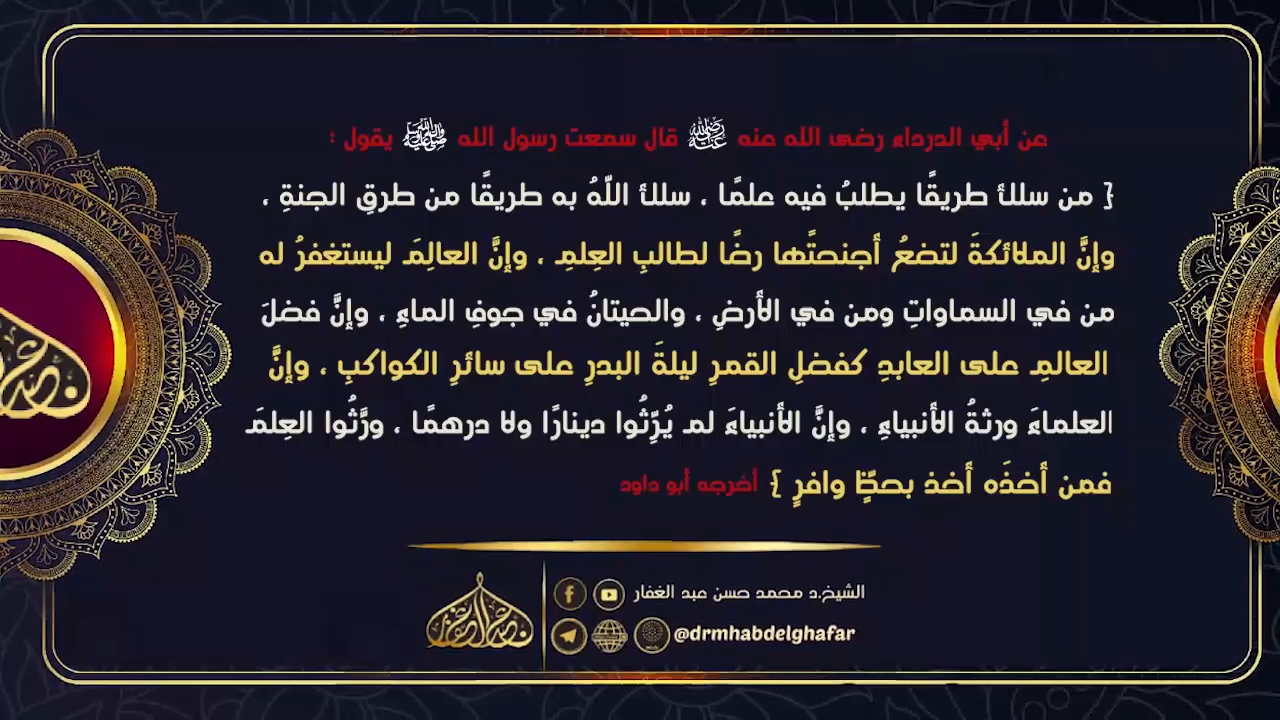 عن أبي الدرداء رضى الله عنه رضي الله عنه قال سمعت رسول الله ﷺ يقول :
{ من سلك طريقًا يطلبُ فيه علمًا ، سلك اللّهُ به طريقًا من طرقِ الجنةِ ،
وإنَّ الملائكةَ لتضعُ أجنحتَها رضًا لطالبِ العِلمِ ، وإنَّ العالِمَ ليستغفرُ له
من في السماواتِ ومن في الأرضِ ، والحيتانُ في جوفِ الماءِ ، وإنَّ فضلَ
العالمِ على العابدِ كفضلِ القمرِ ليلةَ البدرِ على سائرِ الكواكبِ ، وإنَّ
العلماءَ ورثةُ الأنبياءِ ، وإنَّ الأنبياءَ لم يُرِّثُوا دينارًا ولا درهمًا ، ورَّثُوا العِلمَ
فمن أخذَه أخذ بحظٍّ وافرٍ } أخرجه أبو داود
الشيخ.د محمد حسن عبد الغفار
@drmhabdelghafar